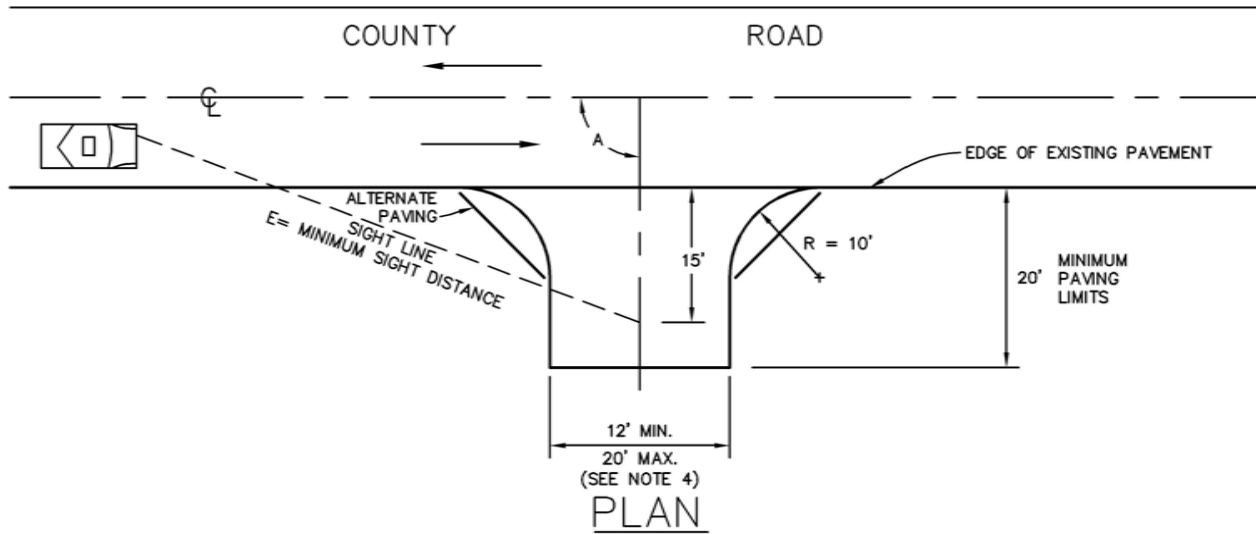 COUNTY ROAD
℄
A
EDGE OF EXISTING PAVEMENT
ALTERNATE
PAVING
SIGHT LINE
E= MINIMUM SIGHT DISTANCE
R = 10'
15'
20' MINIMUM
PAVING
LIMITS
12' MIN.
20' MAX.
(SEE NOTE 4)
PLAN